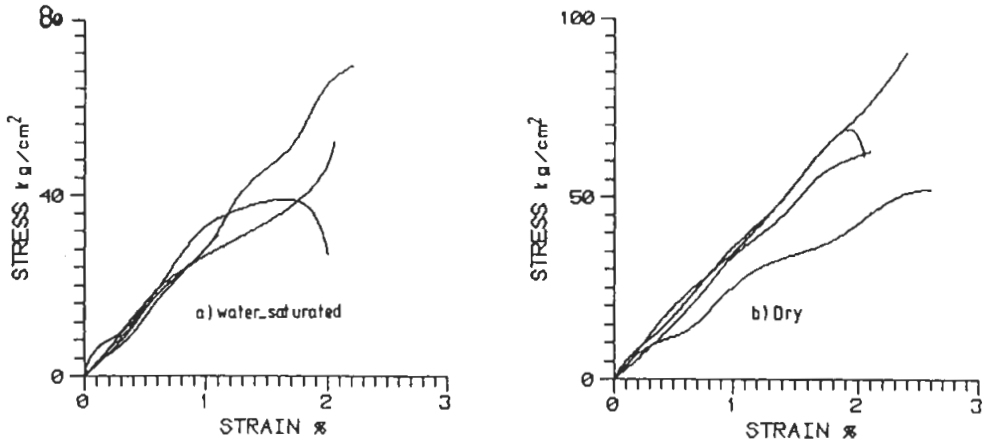 80
40
0
STRESS kg/cm²
0 1 2 3
STRAIN %
a) water_saturated
100
50
0
STRESS kg/cm²
0 1 2 3
STRAIN %
b) Dry